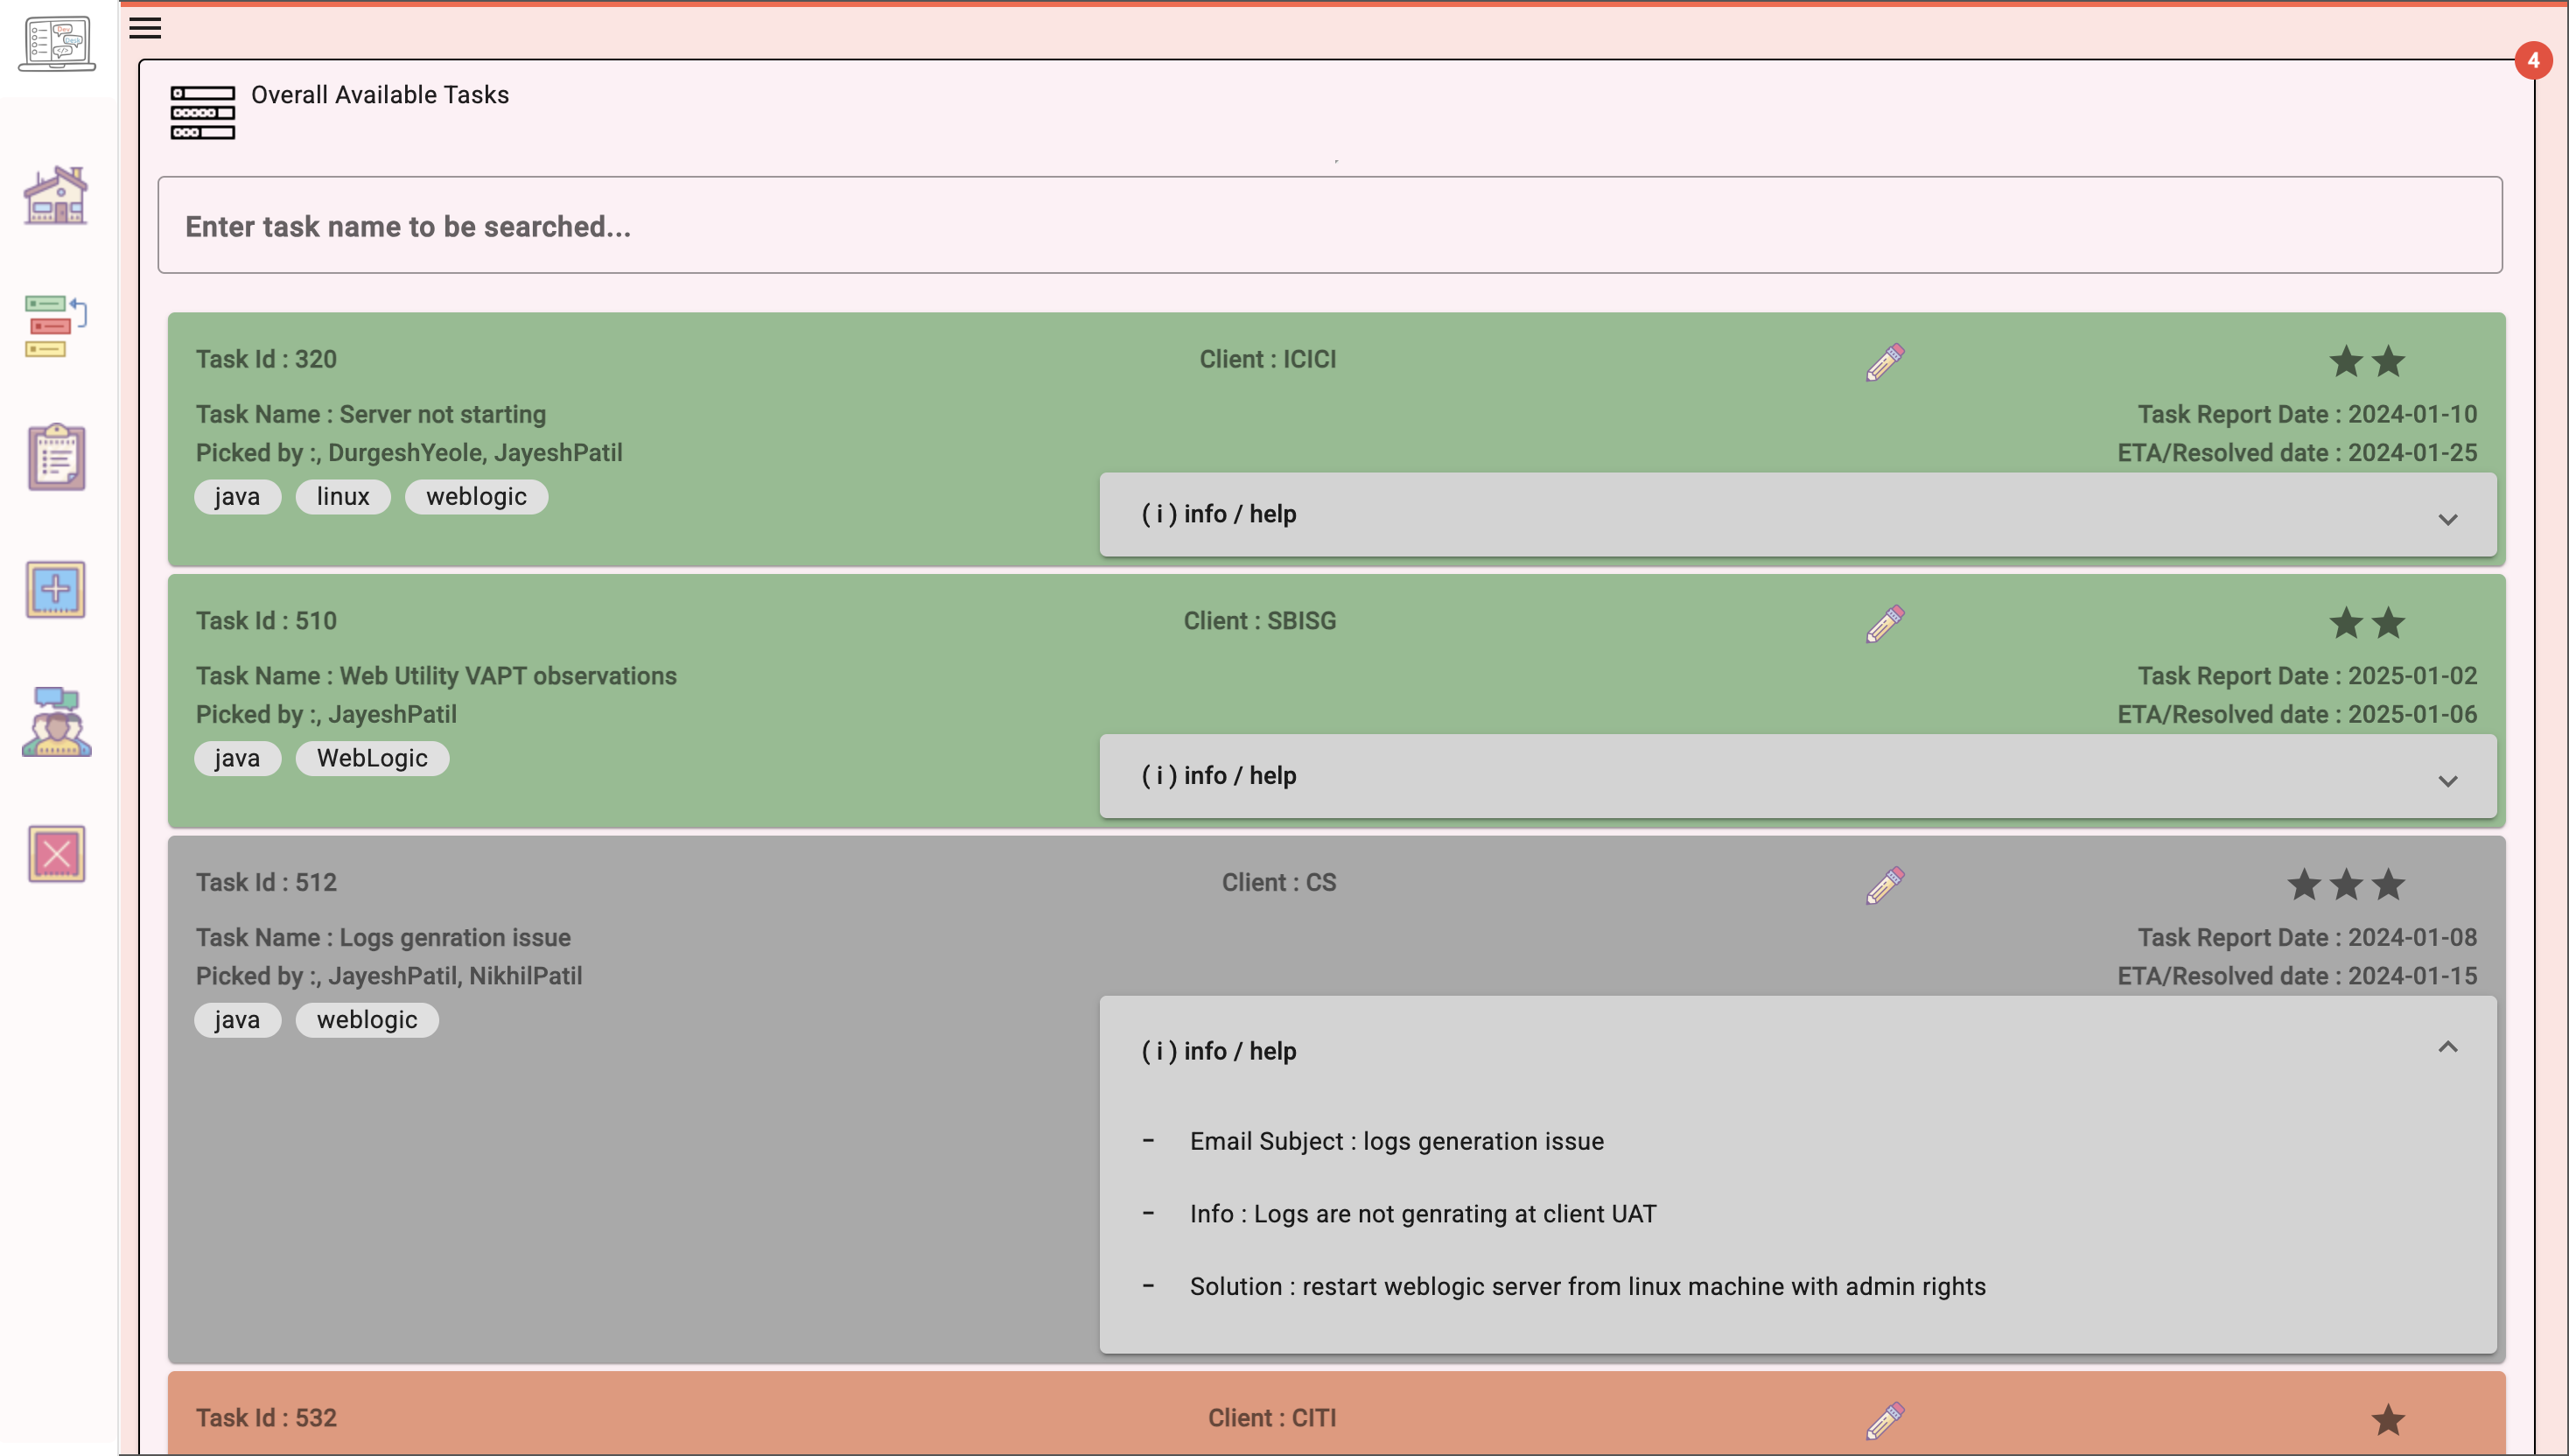 4
Overall Available Tasks
Enter task name to be searched...
Task Id : 320
Client : ICICI
Task Name : Server not starting
Task Report Date : 2024-01-10
Picked by :, DurgeshYeole, JayeshPatil
ETA/Resolved date : 2024-01-25
java linux weblogic
( i ) info / help
Task Id : 510
Client : SBISG
Task Name : Web Utility VAPT observations
Task Report Date : 2025-01-02
Picked by :, JayeshPatil
ETA/Resolved date : 2025-01-06
java WebLogic
( i ) info / help
Task Id : 512
Client : CS
Task Name : Logs genration issue
Task Report Date : 2024-01-08
Picked by :, JayeshPatil, NikhilPatil
ETA/Resolved date : 2024-01-15
java weblogic
( i ) info / help
- Email Subject : logs generation issue
- Info : Logs are not genrating at client UAT
- Solution : restart weblogic server from linux machine with admin rights
Task Id : 532
Client : CITI